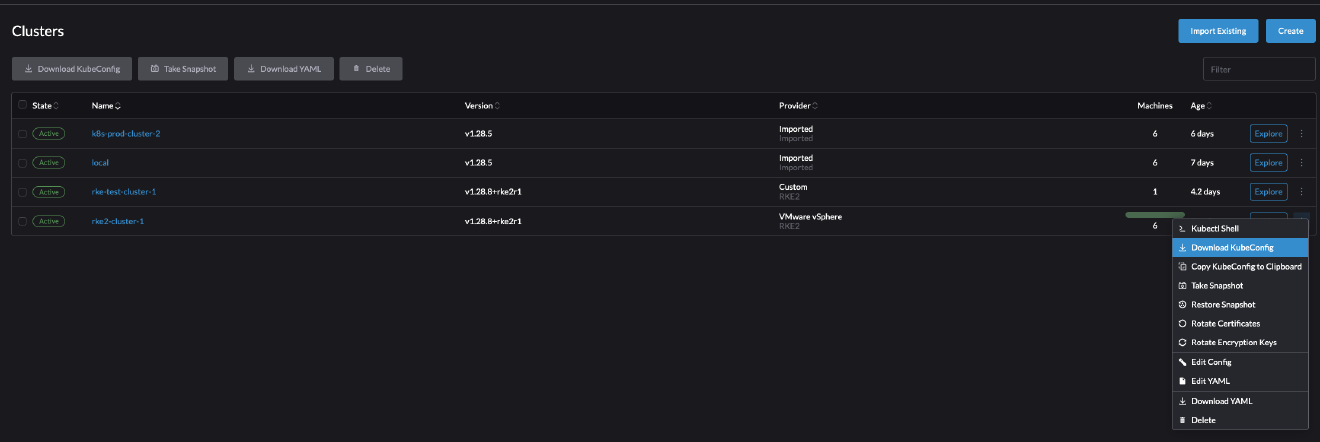 Clusters
Import Existing
Create
Download KubeConfig
Take Snapshot
Download YAML
Delete
Filter
State Name Version Provider Machines Age
Active k8s-prod-cluster-2 v1.28.5 Imported 6 6 days Explore
Imported
Active local v1.28.5 Imported 6 7 days Explore
Imported
Active rke-test-cluster-1 v1.28.8+rke2r1 Custom 1 4.2 days Explore
RKE2
Active rke2-cluster-1 v1.28.8+rke2r1 VMware vSphere 6
RKE2
Kubectl Shell
Download KubeConfig
Copy KubeConfig to Clipboard
Take Snapshot
Restore Snapshot
Rotate Certificates
Rotate Encryption Keys
Edit Config
Edit YAML
Download YAML
Delete